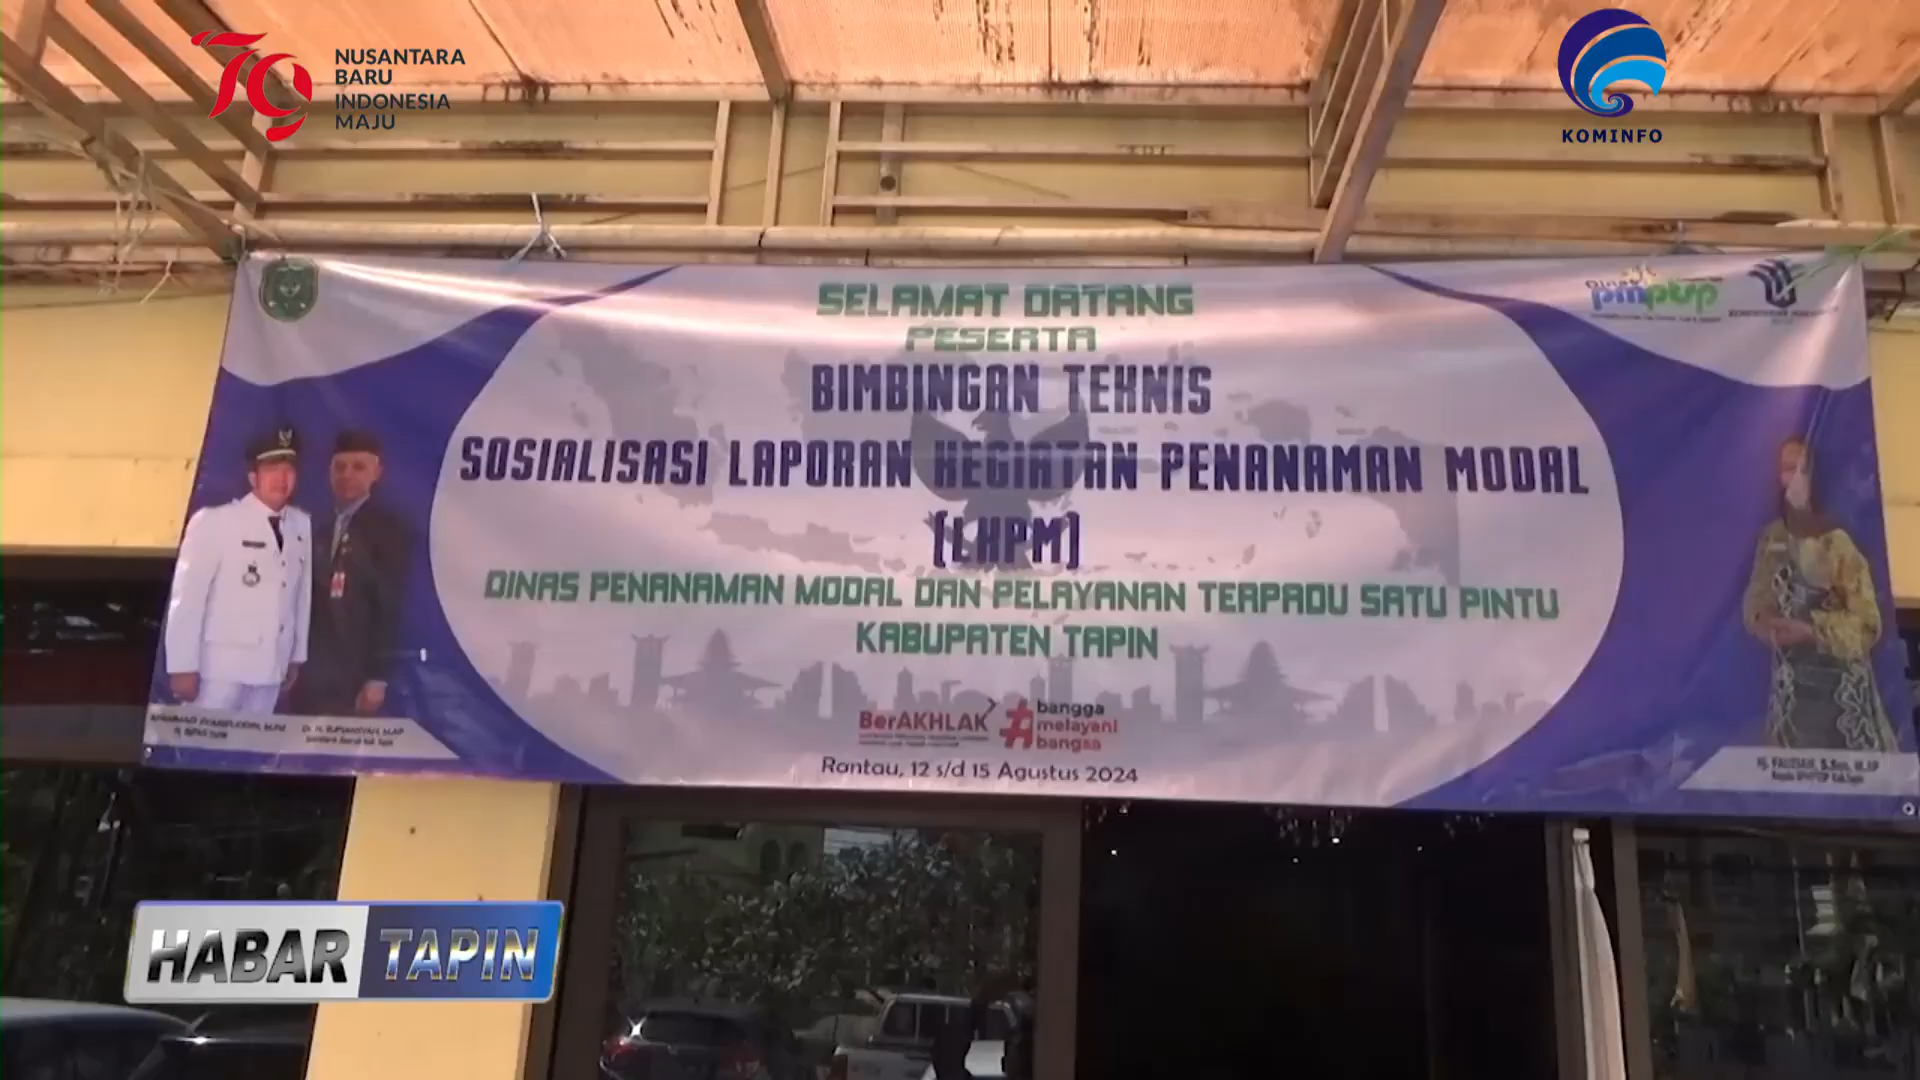 NUSANTARA
BARU
INDONESIA
MAJU
KOMINFO
SELAMAT DATANG
PESERTA
BIMBINGAN TEKNIS
SOSIALISASI LAPORAN KEGIATAN PENANAMAN MODAL
(LKPM)
DINAS PENANAMAN MODAL DAN PELAYANAN TERPADU SATU PINTU
KABUPATEN TAPIN
BerAKHLAK
#bangga
melayani
bangsa
Rantau, 12 s/d 15 Agustus 2024
HABAR TAPIN